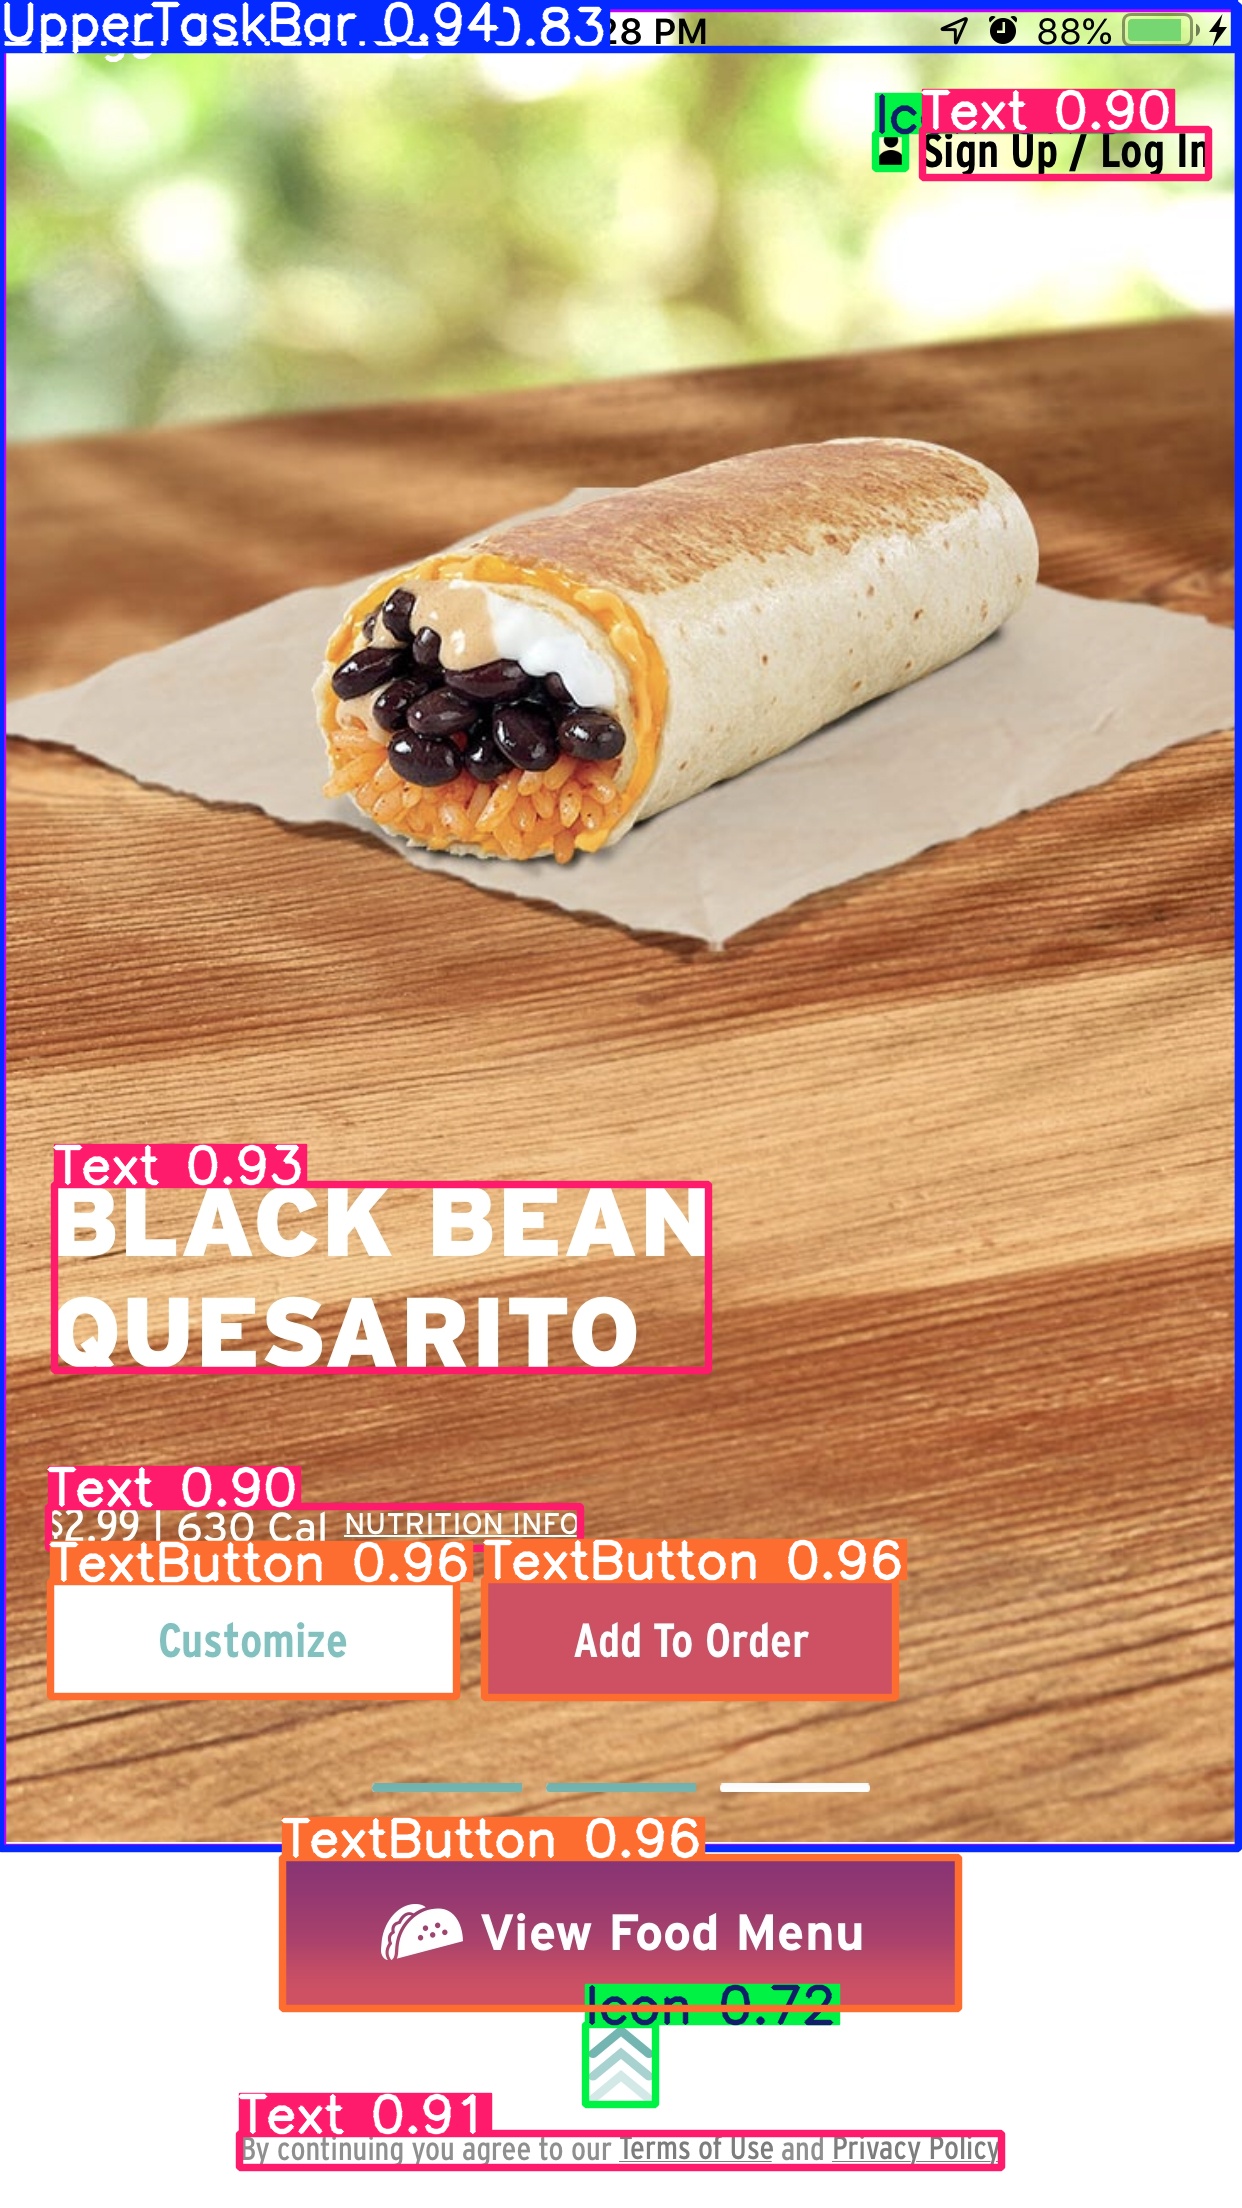 UpperTaskBar 0.94 0.83 28 PM 88%
Ic Text 0.90
Sign Up / Log In
Text 0.93
BLACK BEAN
QUESARITO
Text 0.90
$2.99 | 630 Cal NUTRITION INFO
TextButton 0.96 TextButton 0.96
Customize Add To Order
TextButton 0.96
View Food Menu
Icon 0.72
Text 0.91
By continuing you agree to our Terms of Use and Privacy Policy